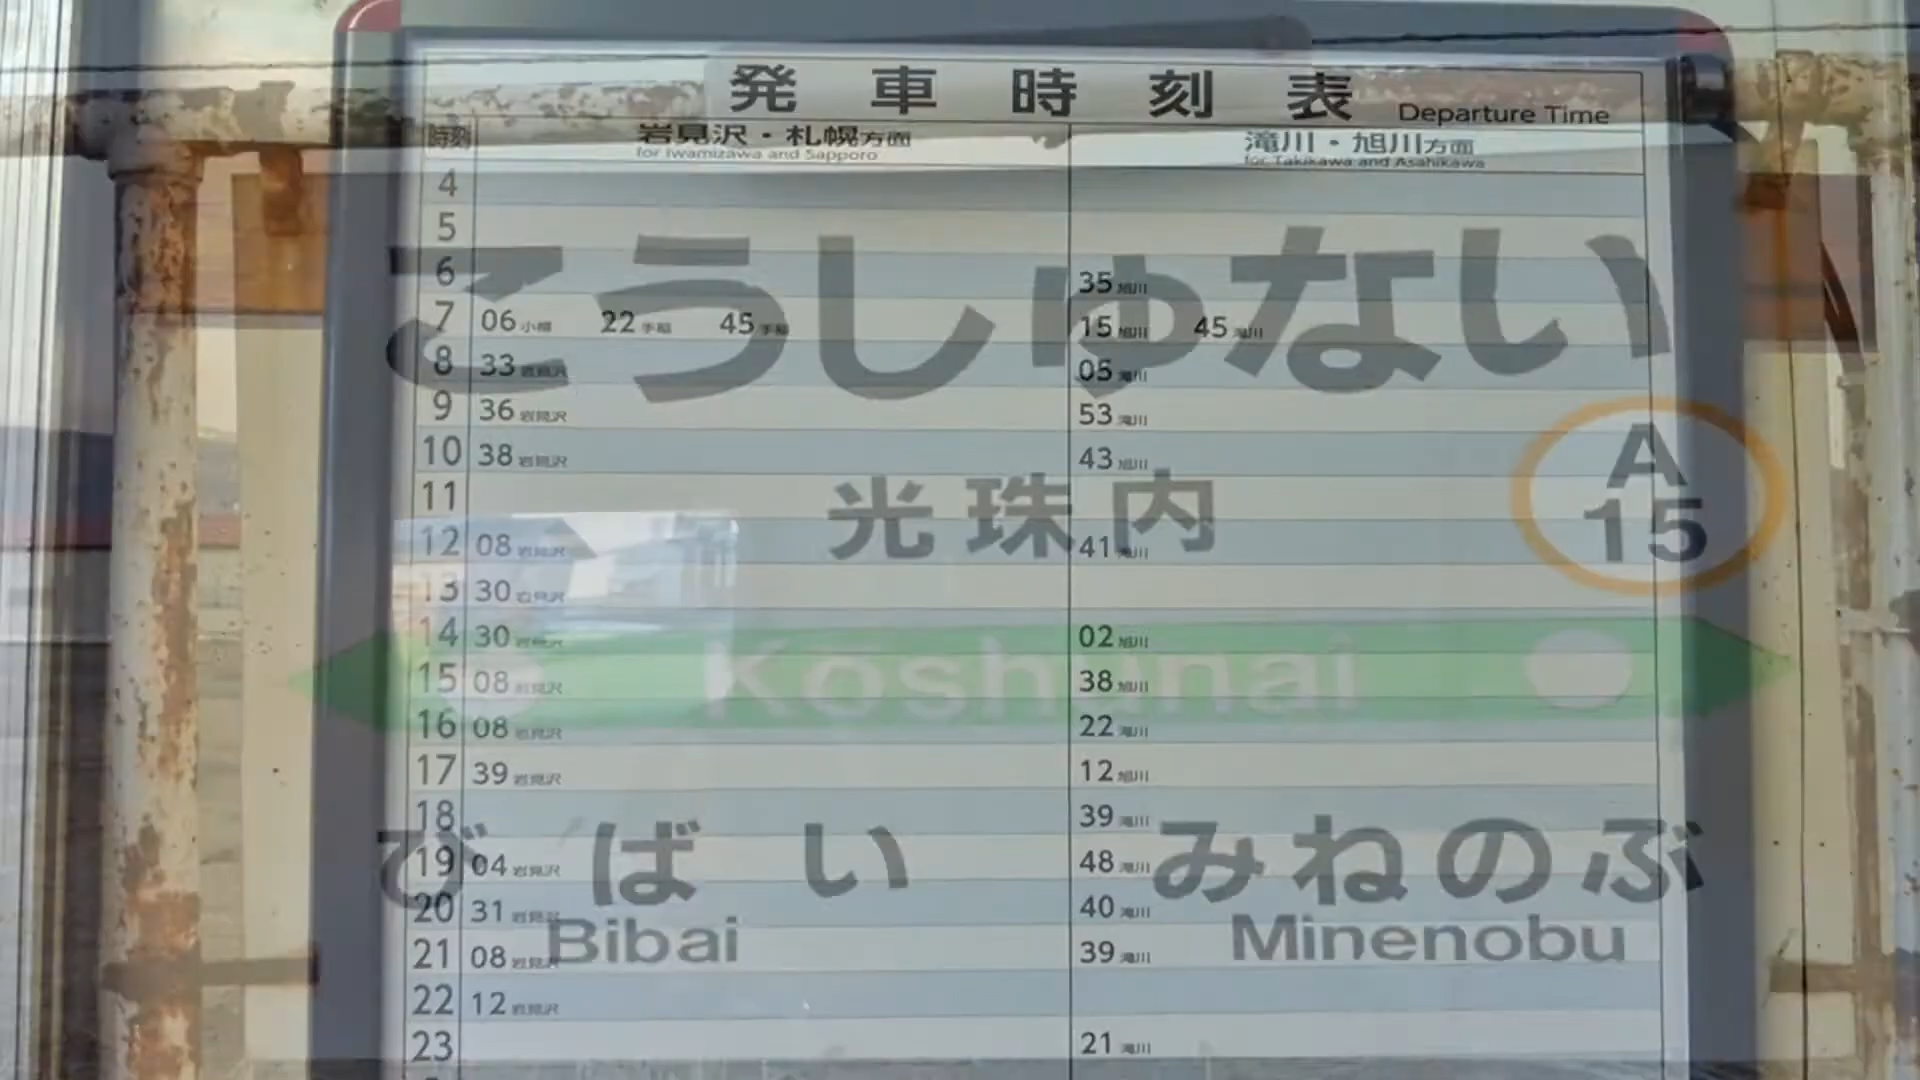 発車時刻表 Departure Time
時刻 岩見沢・札幌方面 滝川・旭川方面
for Iwamizawa and Sapporo for Takikawa and Asahikawa
4
5
6 35 旭川
7 06 小樽 22 手稲 45 手稲 15 旭川 45 滝川
8 33 岩見沢 05 滝川
9 36 岩見沢 53 滝川
10 38 岩見沢 43 旭川
11
12 08 岩見沢 41 滝川
13 30 岩見沢
14 30 岩見沢 02 旭川
15 08 岩見沢 38 旭川
16 08 岩見沢 22 滝川
17 39 岩見沢 12 旭川
18 39 滝川
19 04 岩見沢 48 滝川
20 31 岩見沢 40 滝川
21 08 岩見沢 39 滝川
22 12 岩見沢
23 21 滝川
こうしゅない
光珠内
A
15
Kōshunai
びばい みねのぶ
Bibai Minenobu